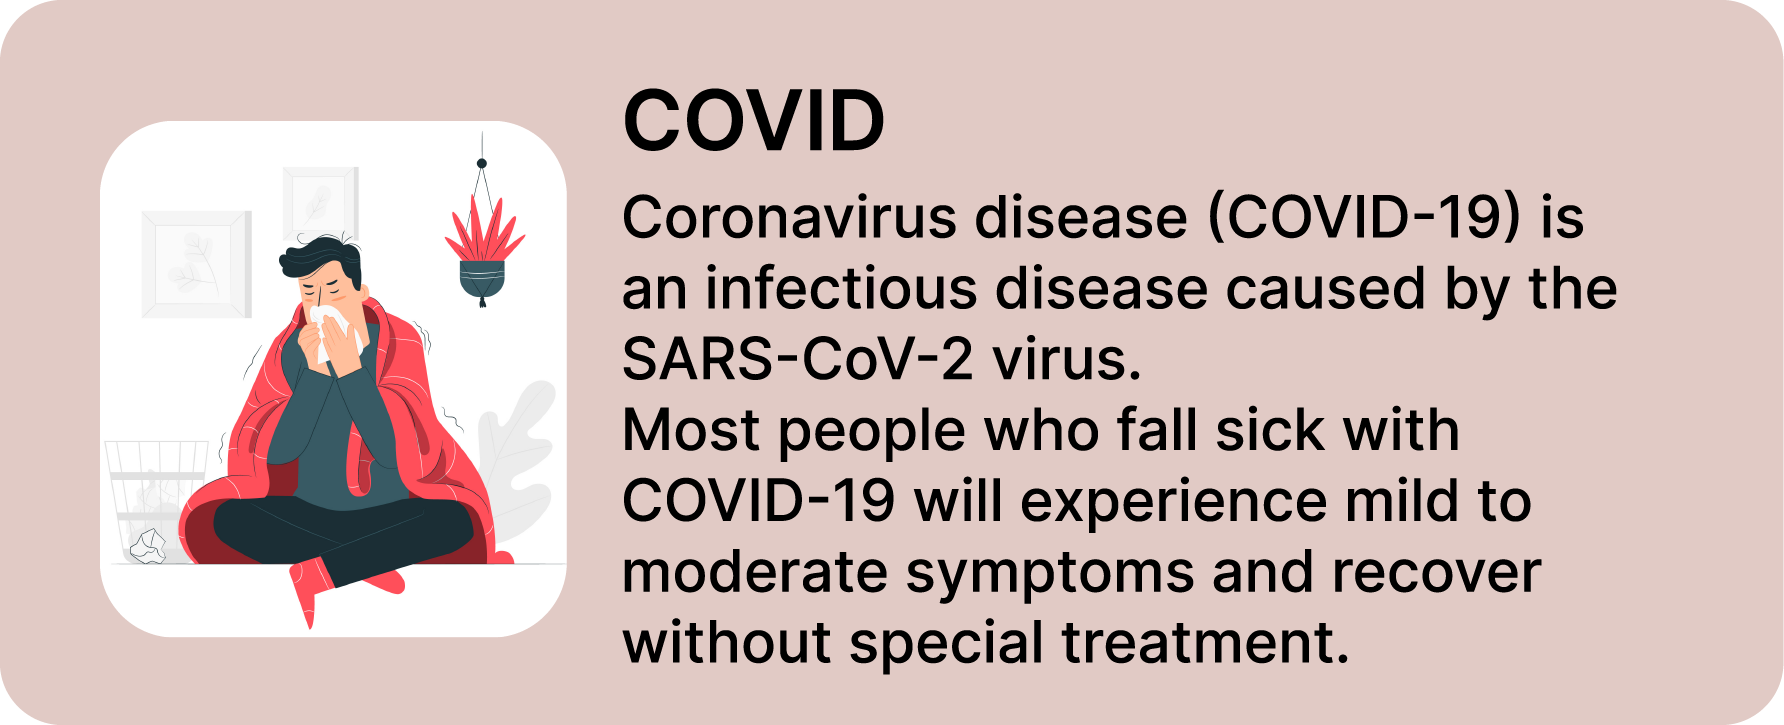 COVID
Coronavirus disease (COVID-19) is
an infectious disease caused by the
SARS-CoV-2 virus.
Most people who fall sick with
COVID-19 will experience mild to
moderate symptoms and recover
without special treatment.